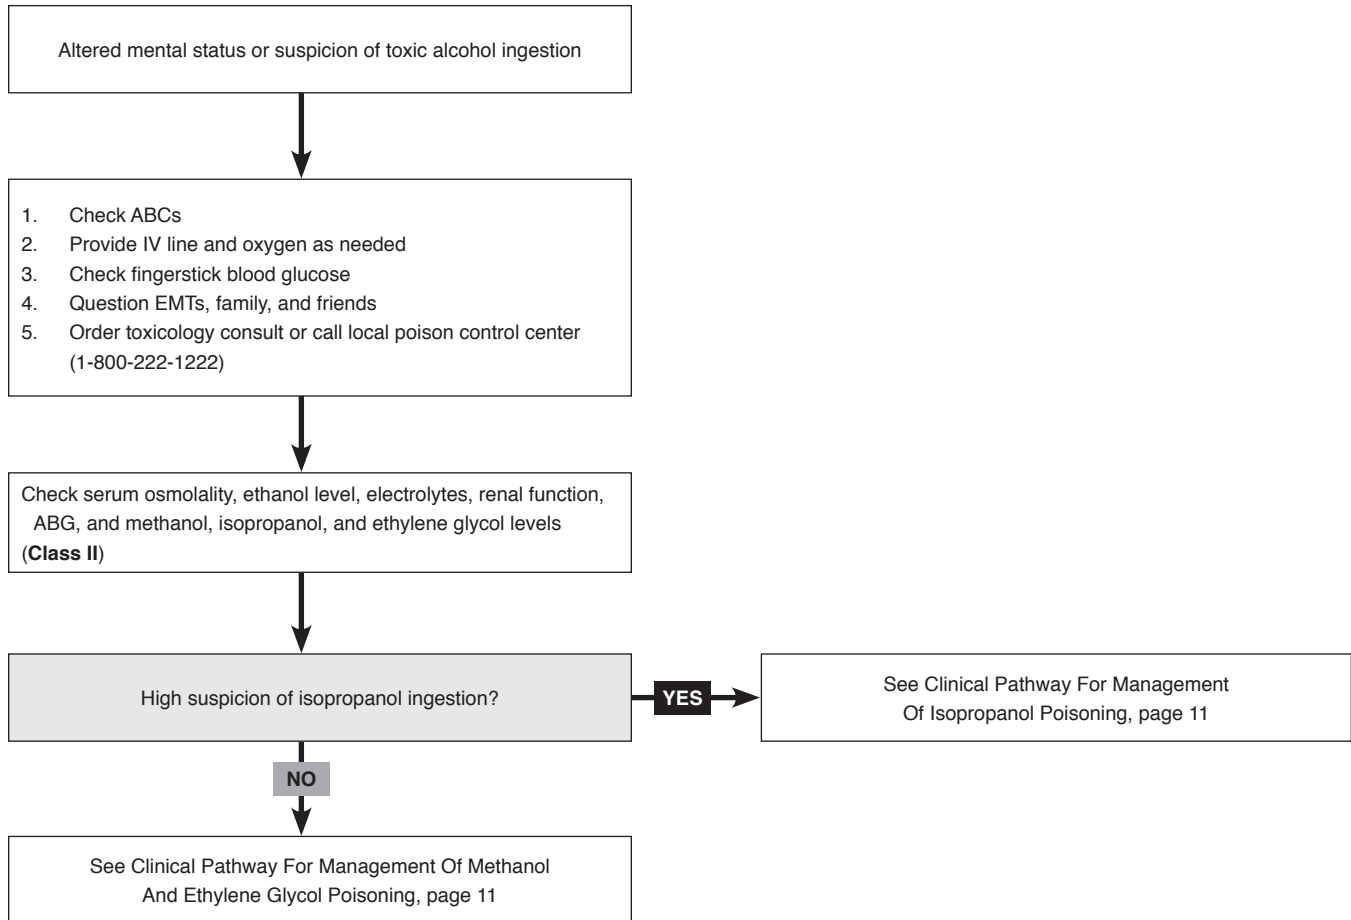 Altered mental status or suspicion of toxic alcohol ingestion
1. Check ABCs
2. Provide IV line and oxygen as needed
3. Check fingerstick blood glucose
4. Question EMTs, family, and friends
5. Order toxicology consult or call local poison control center
(1-800-222-1222)
Check serum osmolality, ethanol level, electrolytes, renal function,
ABG, and methanol, isopropanol, and ethylene glycol levels
(Class II)
High suspicion of isopropanol ingestion?
YES
See Clinical Pathway For Management
Of Isopropanol Poisoning, page 11
NO
See Clinical Pathway For Management Of Methanol
And Ethylene Glycol Poisoning, page 11